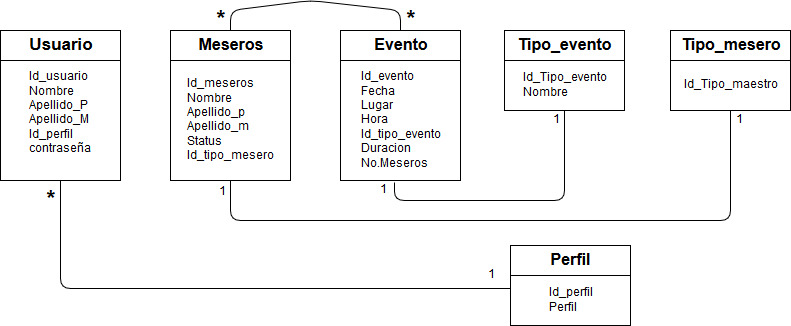 * *
Usuario
Id_usuario
Nombre
Apellido_P
Apellido_M
Id_perfil
contraseña
Meseros
Id_meseros
Nombre
Apellido_p
Apellido_m
Status
Id_tipo_mesero
Evento
Id_evento
Fecha
Lugar
Hora
Id_tipo_evento
Duracion
No.Meseros
Tipo_evento
Id_Tipo_evento
Nombre
Tipo_mesero
Id_Tipo_maestro
1 1
* 1 1
1
Perfil
Id_perfil
Perfil